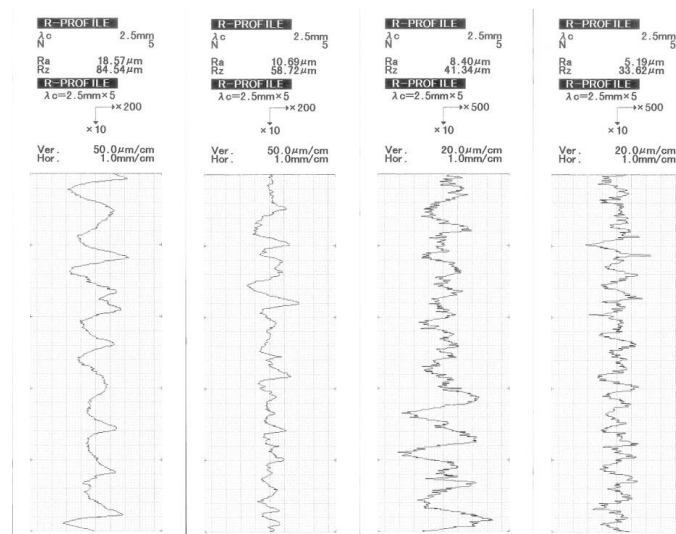 R-PROFILE
λc 2.5mm
N 5
Ra 18.57μm
Rz 84.54μm
R-PROFILE
λc=2.5mm×5
×200
×10
Ver. 50.0μm/cm
Hor. 1.0mm/cm
R-PROFILE
λc 2.5mm
N 5
Ra 10.69μm
Rz 58.72μm
R-PROFILE
λc=2.5mm×5
×200
×10
Ver. 50.0μm/cm
Hor. 1.0mm/cm
R-PROFILE
λc 2.5mm
N 5
Ra 8.40μm
Rz 41.34μm
R-PROFILE
λc=2.5mm×5
×500
×10
Ver. 20.0μm/cm
Hor. 1.0mm/cm
R-PROFILE
λc 2.5mm
N 5
Ra 5.19μm
Rz 33.62μm
R-PROFILE
λc=2.5mm×5
×500
×10
Ver. 20.0μm/cm
Hor. 1.0mm/cm